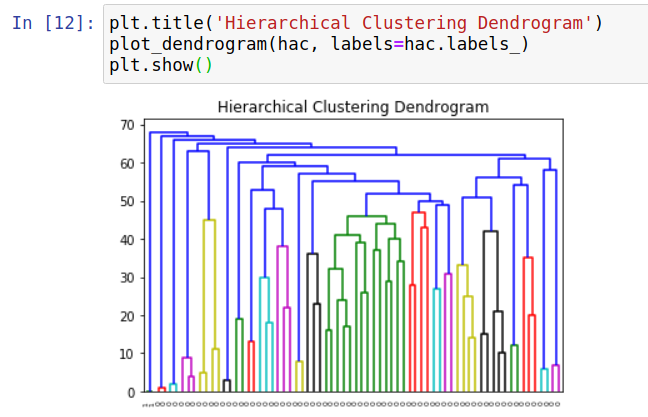 In [12]: plt.title('Hierarchical Clustering Dendrogram')
plot_dendrogram(hac, labels=hac.labels_)
plt.show()
Hierarchical Clustering Dendrogram
70
60
50
40
30
20
10
0